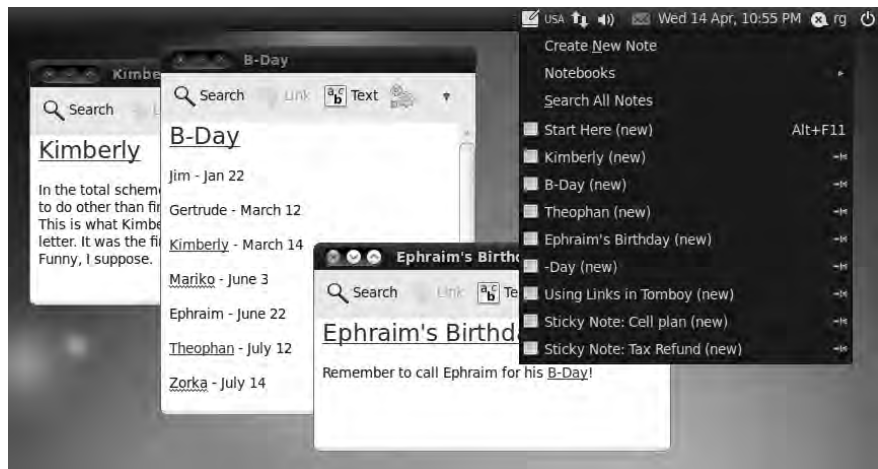 USA Wed 14 Apr, 10:55 PM rg
Create New Note
Notebooks
Search All Notes
Start Here (new) Alt+F11
Kimberly (new)
B-Day (new)
Theophan (new)
Ephraim's Birthday (new)
-Day (new)
Using Links in Tomboy (new)
Sticky Note: Cell plan (new)
Sticky Note: Tax Refund (new)
Kimbe
Search L
Kimberly
In the total scheme
to do other than fin
This is what Kimbe
letter. It was the fi
Funny, I suppose.
B-Day
Search Link Text
B-Day
Jim - Jan 22
Gertrude - March 12
Kimberly - March 14
Mariko - June 3
Ephraim - June 22
Theophan - July 12
Zorka - July 14
Ephraim's Birth
Search Link Te
Ephraim's Birthd
Remember to call Ephraim for his B-Day!